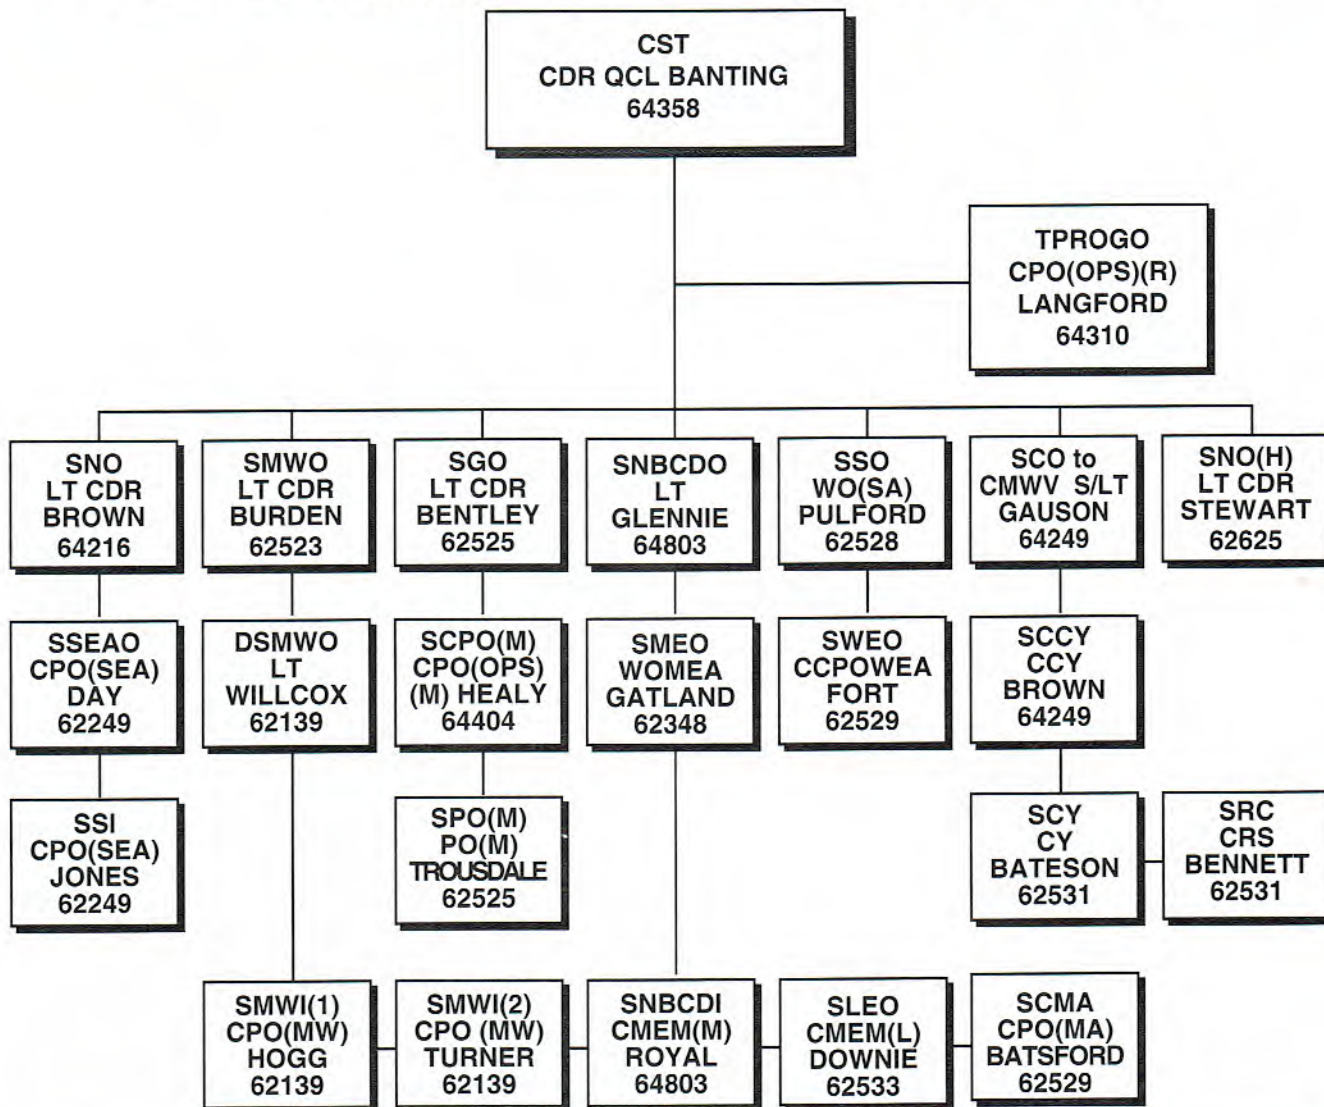 CST
CDR QCL BANTING
64358
TPROGO
CPO(OPS)(R)
LANGFORD
64310
SNO
LT CDR
BROWN
64216
SMWO
LT CDR
BURDEN
62523
SGO
LT CDR
BENTLEY
62525
SNBCDO
LT
GLENNIE
64803
SSO
WO(SA)
PULFORD
62528
SCO to
CMWV S/LT
GAUSON
64249
SNO(H)
LT CDR
STEWART
62625
SSEAO
CPO(SEA)
DAY
62249
DSMWO
LT
WILLCOX
62139
SCPO(M)
CPO(OPS)
(M) HEALY
64404
SMEO
WOMEA
GATLAND
62348
SWEO
CCPOWEA
FORT
62529
SCCY
CCY
BROWN
64249
SSI
CPO(SEA)
JONES
62249
SPO(M)
PO(M)
TROUSDALE
62525
SCY
CY
BATESON
62531
SRC
CRS
BENNETT
62531
SMWI(1)
CPO(MW)
HOGG
62139
SMWI(2)
CPO (MW)
TURNER
62139
SNBCDI
CMEM(M)
ROYAL
64803
SLEO
CMEM(L)
DOWNIE
62533
SCMA
CPO(MA)
BATSFORD
62529